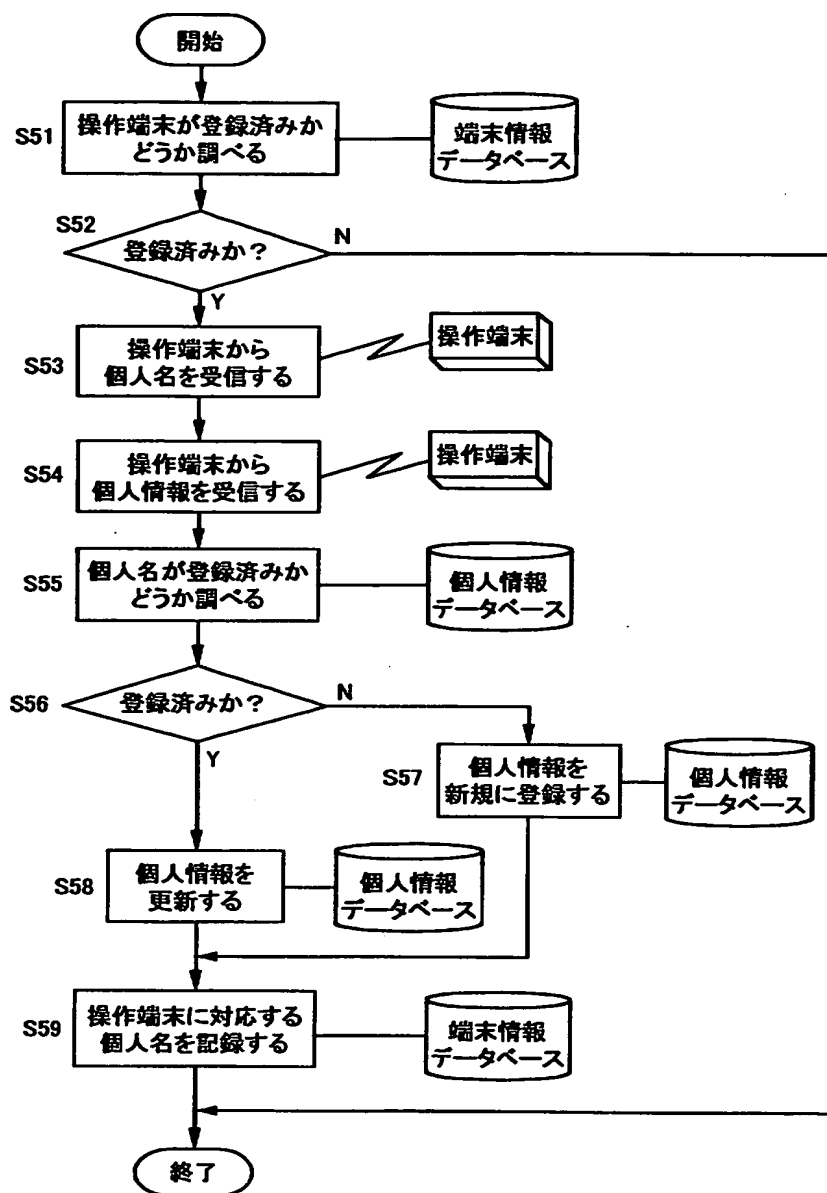 開始
S51
操作端末が登録済みか
どうか調べる
端末情報
データベース
S52
登録済みか？
N
Y
S53
操作端末から
個人名を受信する
操作端末
S54
操作端末から
個人情報を受信する
操作端末
S55
個人名が登録済みか
どうか調べる
個人情報
データベース
S56
登録済みか？
N
Y
S57
個人情報を
新規に登録する
個人情報
データベース
S58
個人情報を
更新する
個人情報
データベース
S59
操作端末に対応する
個人名を記録する
端末情報
データベース
終了